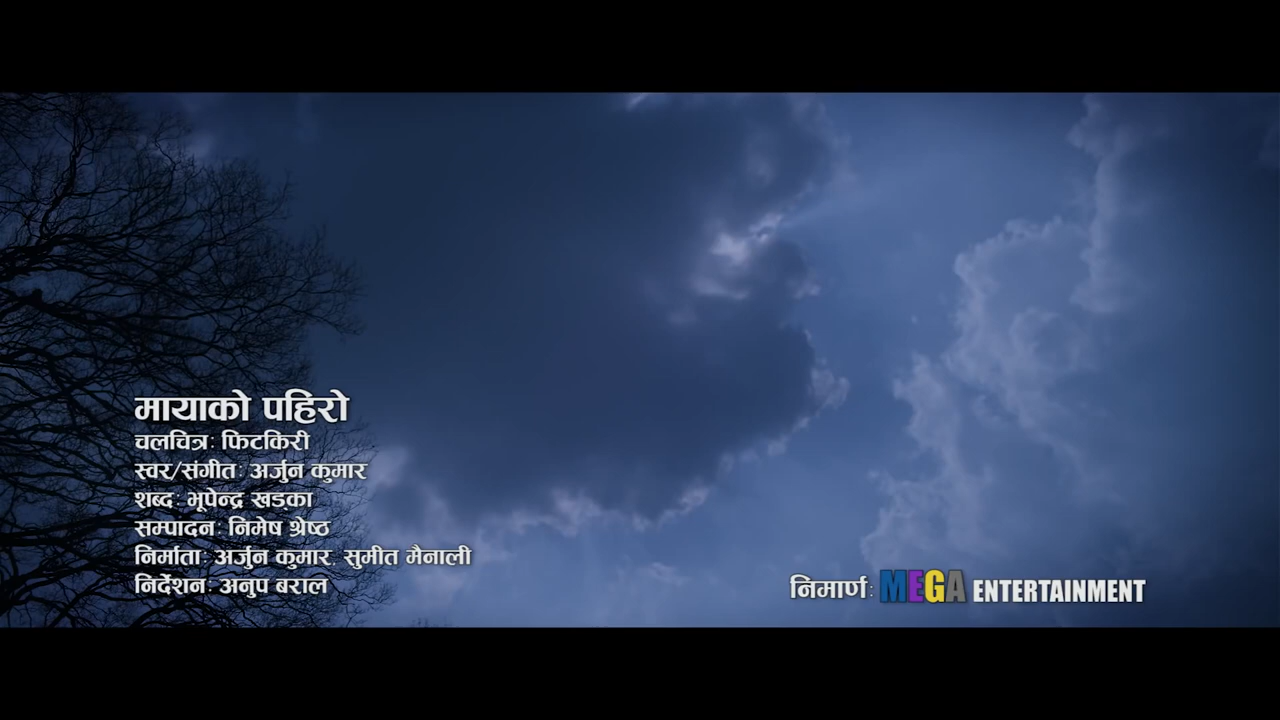 मायाको पहिरो
चलचित्र: फिटकिरी
स्वर/संगीत: अर्जुन कुमार
शब्द: भूपेन्द्र खड्का
सम्पादन: निमेष श्रेष्ठ
निर्माता: अर्जुन कुमार, सुमीत मैनाली
निर्देशन: अनुप बराल
निमार्ण: MEGA ENTERTAINMENT